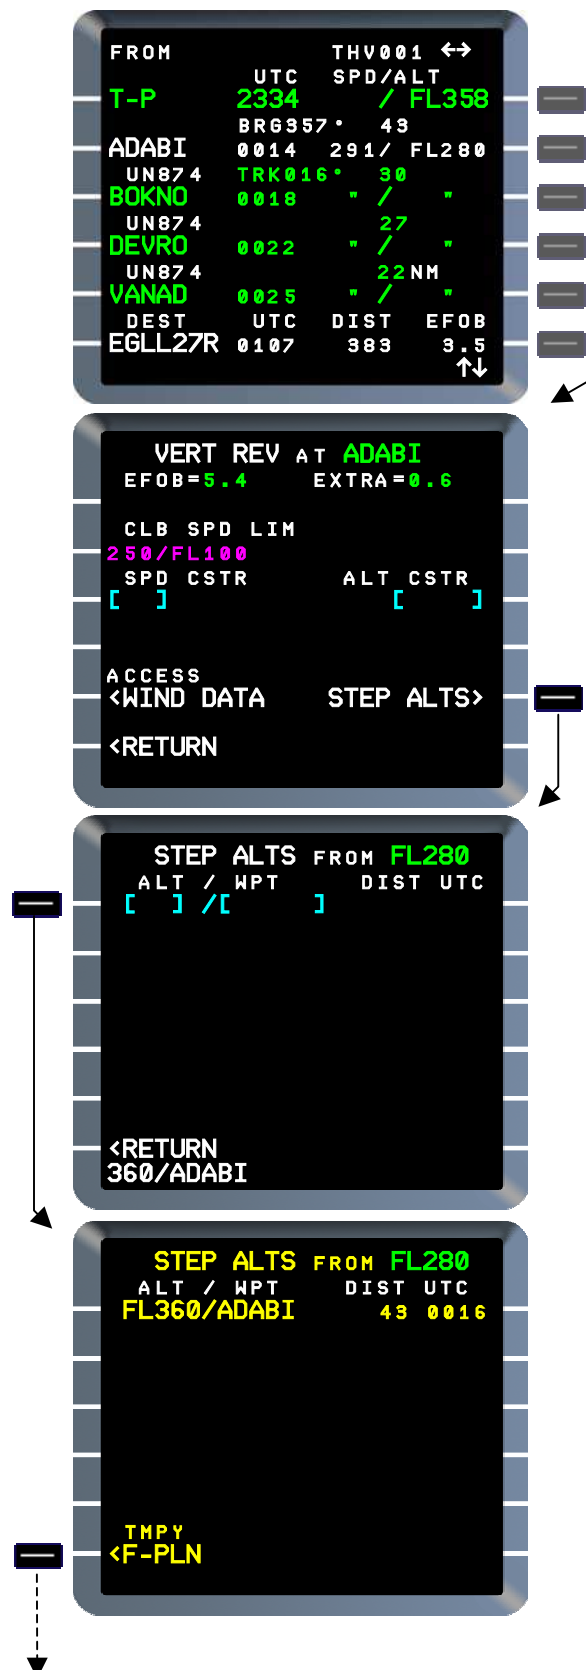 FROM THV001 ←→
UTC SPD/ALT
T-P 2334 / FL358
BRG357° 43
ADABI 0014 291/ FL280
UN874 TRK016° 30
BOKNO 0018 " / "
UN874 27
DEVRO 0022 " / "
UN874 22NM
VANAD 0025 " / "
DEST UTC DIST EFOB
EGLL27R 0107 383 3.5
↑↓
VERT REV AT ADABI
EFOB=5.4 EXTRA=0.6
CLB SPD LIM
250/FL100
SPD CSTR ALT CSTR
[ ] [ ]
ACCESS
<WIND DATA STEP ALTS>
<RETURN
STEP ALTS FROM FL280
ALT / WPT DIST UTC
[ ] /[ ]
<RETURN
360/ADABI
STEP ALTS FROM FL280
ALT / WPT DIST UTC
FL360/ADABI 43 0016
TMPY
<F-PLN